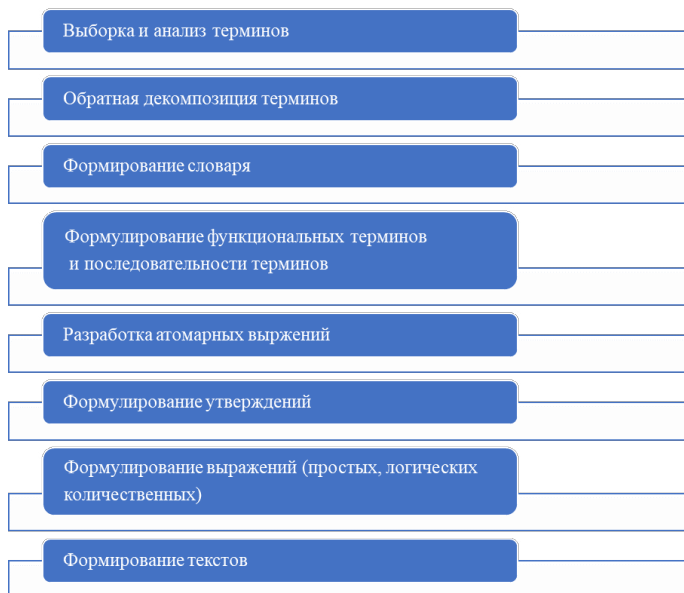 Выборка и анализ терминов
Обратная декомпозиция терминов
Формирование словаря
Формулирование функциональных терминов
и последовательности терминов
Разработка атомарных выржений
Формулирование утверждений
Формулирование выражений (простых, логических
количественных)
Формирование текстов